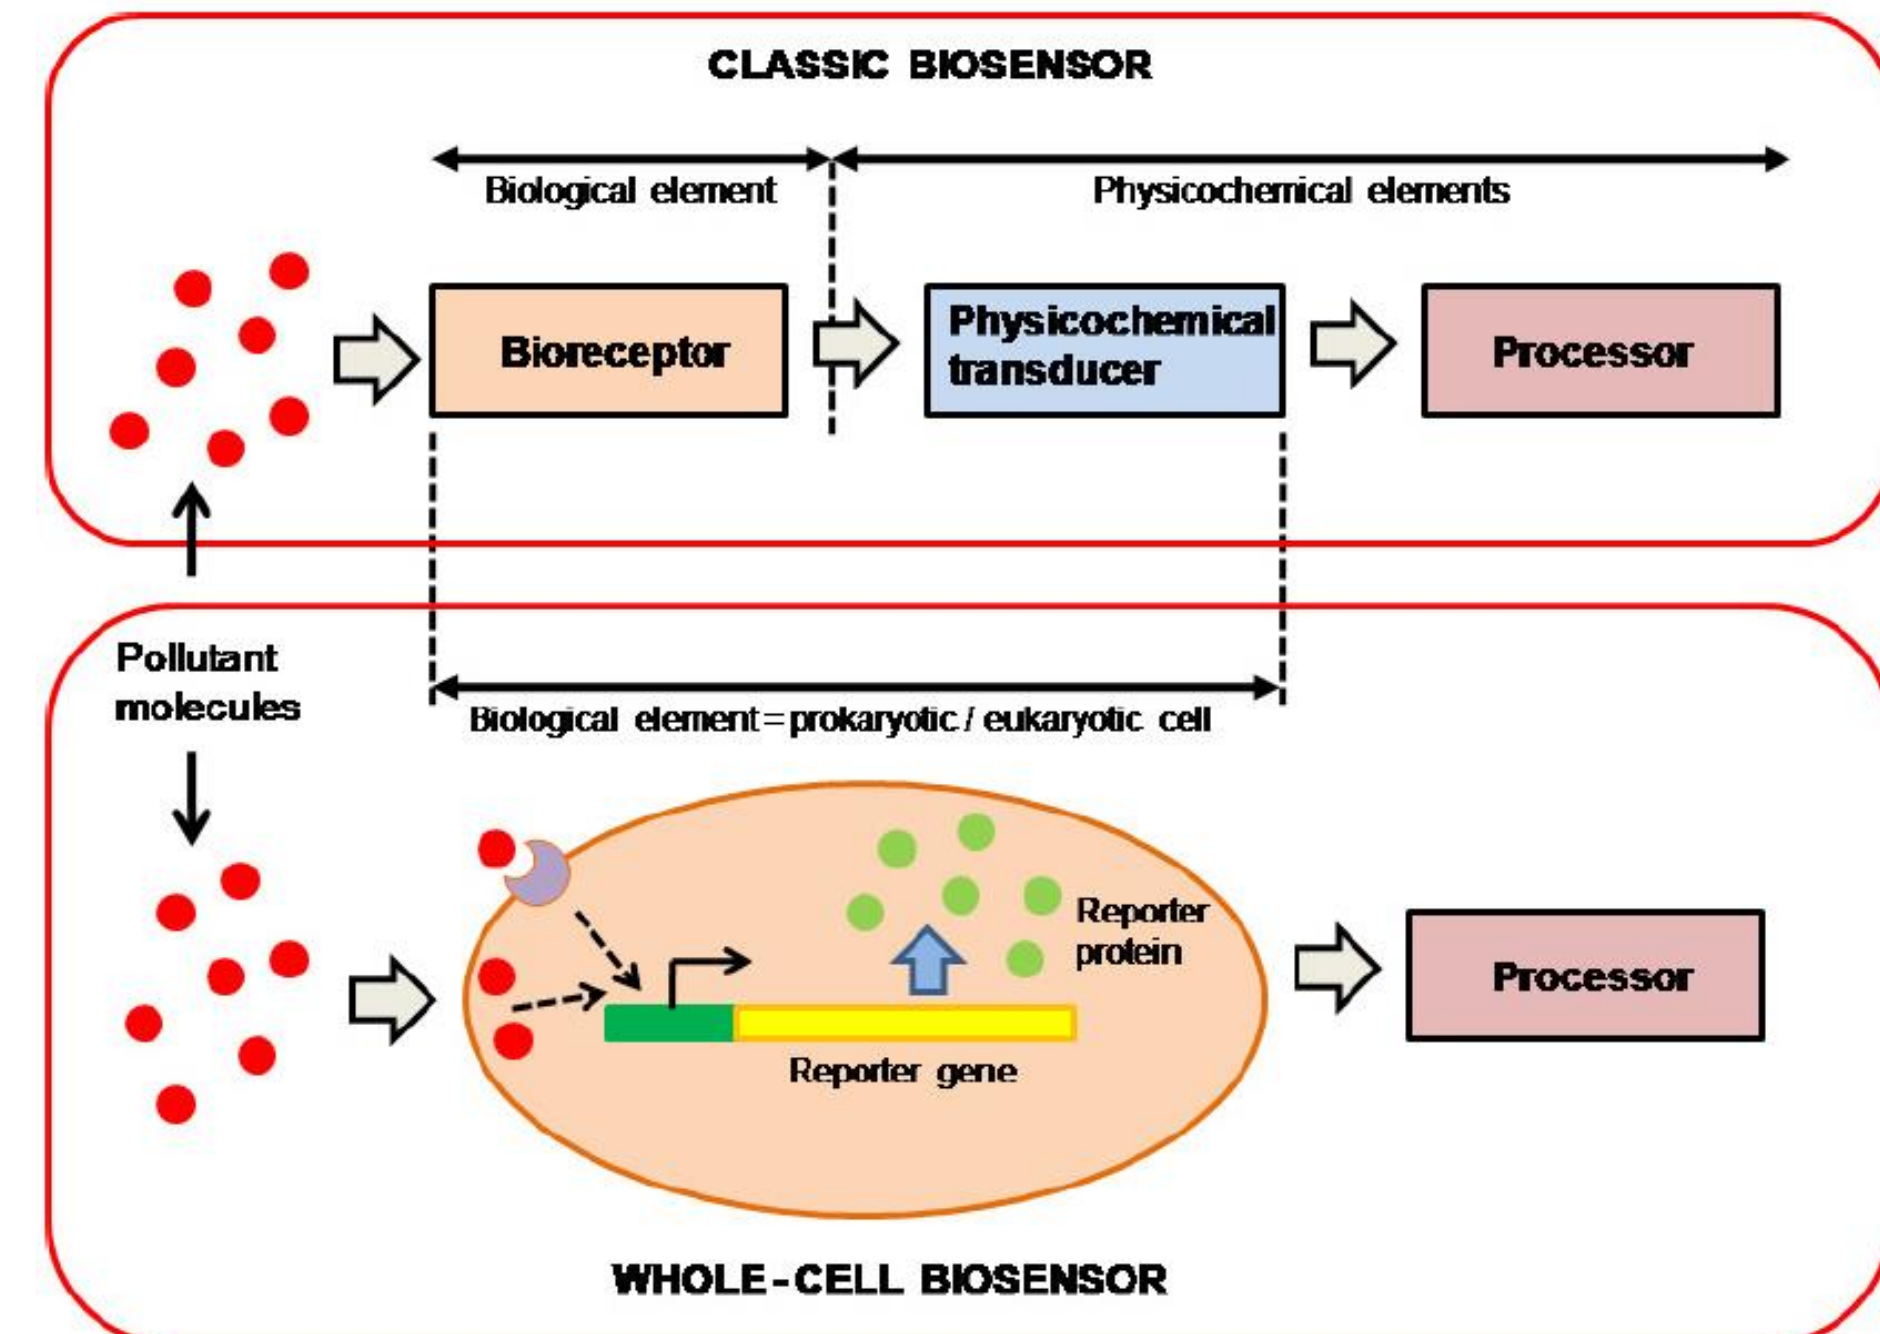 CLASSIC BIOSENSOR
Biological element
Physicochemical elements
Bioreceptor
Physicochemical
transducer
Processor
Pollutant
molecules
Biological element = prokaryotic / eukaryotic cell
Reporter
protein
Reporter gene
Processor
WHOLE-CELL BIOSENSOR